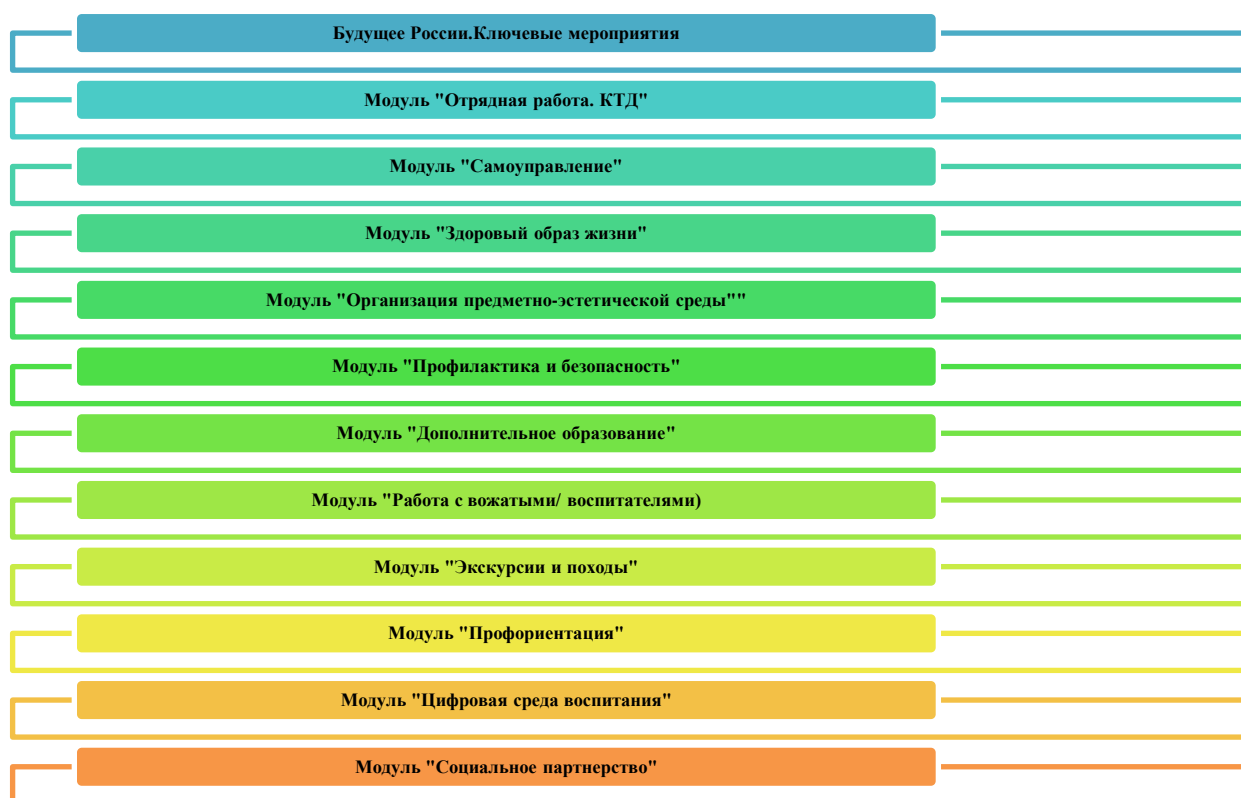 Будущее России.Ключевые мероприятия
Модуль "Отрядная работа. КТД"
Модуль "Самоуправление"
Модуль "Здоровый образ жизни"
Модуль "Организация предметно-эстетической среды""
Модуль "Профилактика и безопасность"
Модуль "Дополнительное образование"
Модуль "Работа с вожатыми/ воспитателями)
Модуль "Экскурсии и походы"
Модуль "Профориентация"
Модуль "Цифровая среда воспитания"
Модуль "Социальное партнерство"